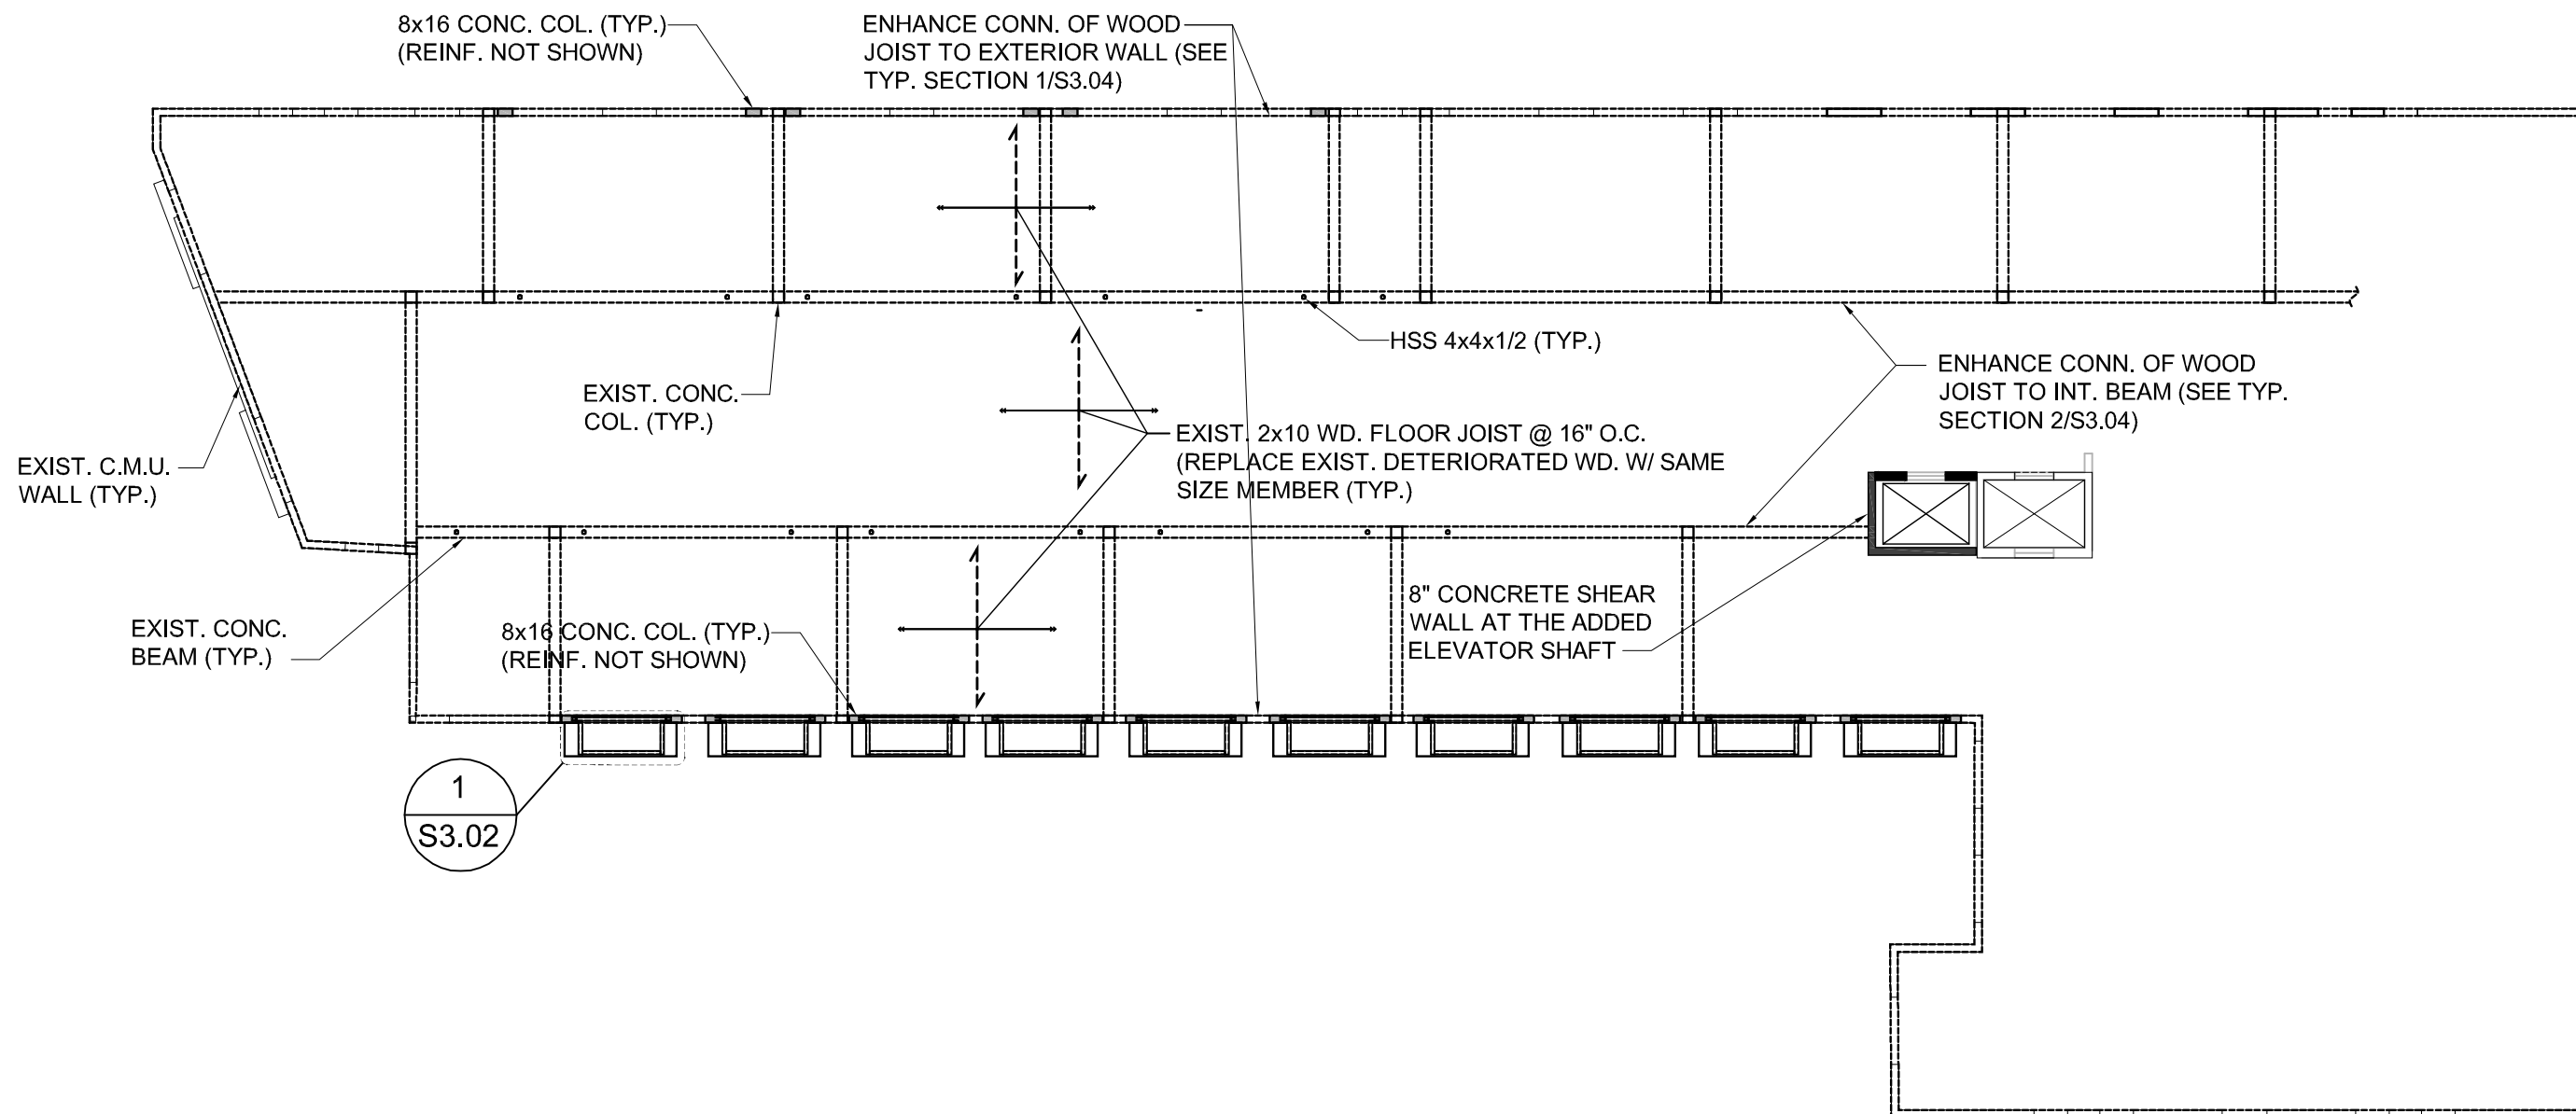 8x16 CONC. COL. (TYP.)
(REINF. NOT SHOWN)
ENHANCE CONN. OF WOOD
JOIST TO EXTERIOR WALL (SEE
TYP. SECTION 1/S3.04)
HSS 4x4x1/2 (TYP.)
EXIST. CONC.
COL. (TYP.)
ENHANCE CONN. OF WOOD
JOIST TO INT. BEAM (SEE TYP.
SECTION 2/S3.04)
EXIST. 2x10 WD. FLOOR JOIST @ 16" O.C.
(REPLACE EXIST. DETERIORATED WD. W/ SAME
SIZE MEMBER (TYP.)
EXIST. C.M.U.
WALL (TYP.)
EXIST. CONC.
BEAM (TYP.)
8x16 CONC. COL. (TYP.)
(REINF. NOT SHOWN)
8" CONCRETE SHEAR
WALL AT THE ADDED
ELEVATOR SHAFT
1
S3.02